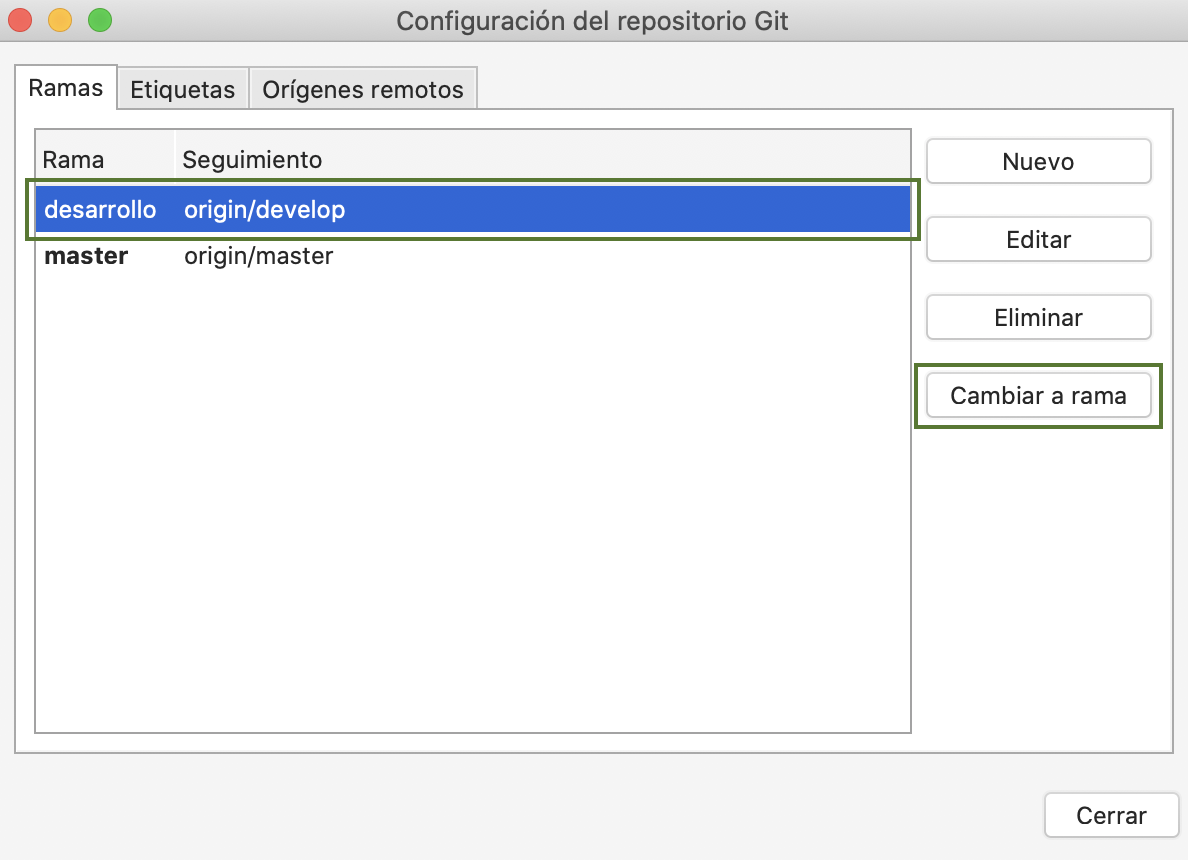 Configuración del repositorio Git
Ramas Etiquetas Orígenes remotos
Rama Seguimiento
desarrollo origin/develop
master origin/master
Nuevo
Editar
Eliminar
Cambiar a rama
Cerrar